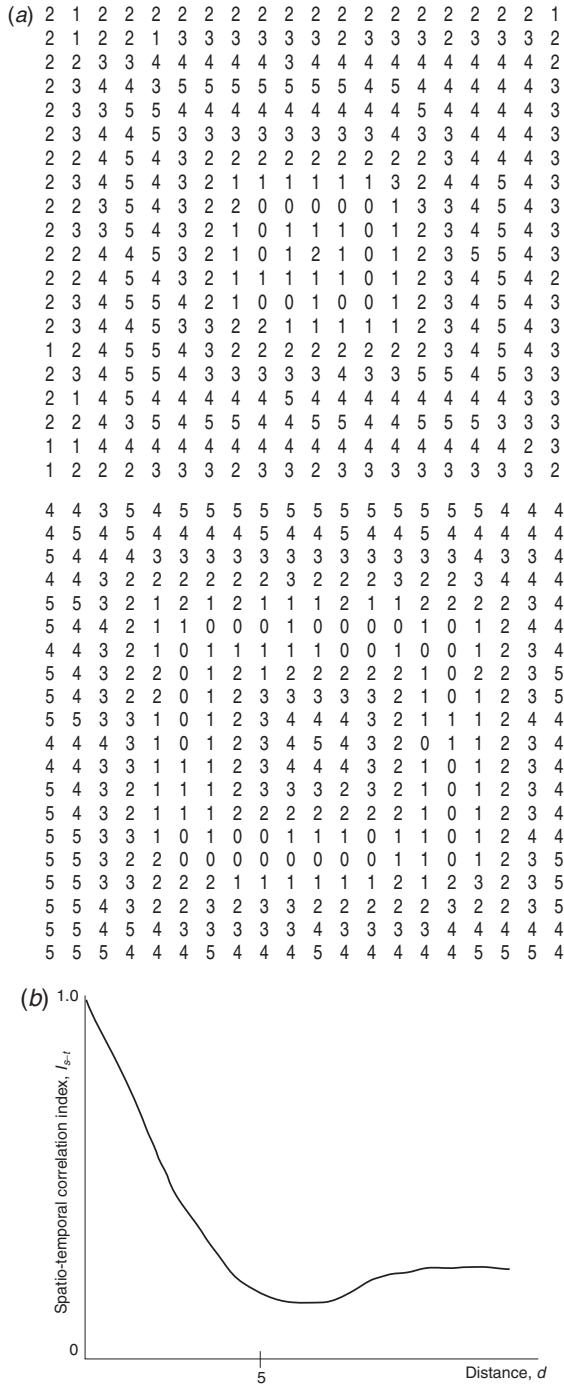 (a) 2 1 2 2 2 2 2 2 2 2 2 2 2 2 2 2 2 2 2 1
2 1 2 2 1 3 3 3 3 3 3 2 3 3 3 2 3 3 3 2
2 2 3 3 4 4 4 4 4 3 4 4 4 4 4 4 4 4 4 2
2 3 4 4 3 5 5 5 5 5 5 5 4 5 4 4 4 4 4 3
2 3 3 5 5 4 4 4 4 4 4 4 4 4 5 4 4 4 4 3
2 3 4 4 5 3 3 3 3 3 3 3 4 3 3 3 4 4 4 3
2 2 4 5 4 3 2 2 2 2 2 2 2 2 2 3 4 4 4 3
2 3 4 5 4 3 2 1 1 1 1 1 1 3 2 4 4 5 4 3
2 2 3 5 4 3 2 2 0 0 0 0 0 1 3 3 4 5 4 3
2 3 3 5 4 3 2 1 0 1 1 1 0 1 2 3 4 5 4 3
2 2 4 4 5 3 2 1 0 1 2 1 0 1 2 3 5 5 4 3
2 2 4 5 4 3 2 1 1 1 1 1 0 1 2 3 4 5 4 2
2 3 4 5 5 4 2 1 0 0 1 0 0 1 2 3 4 5 4 3
2 3 4 4 5 3 3 2 2 1 1 1 1 1 2 3 4 5 4 3
1 2 4 5 5 4 3 2 2 2 2 2 2 2 2 3 4 5 4 3
2 3 4 5 5 4 3 3 3 3 3 4 3 3 5 5 4 5 4 3
2 1 4 5 4 4 4 4 4 5 4 4 4 4 4 4 4 4 3 3
2 2 4 3 5 4 5 5 4 4 5 4 4 4 5 5 5 3 3 3
1 1 4 4 4 4 4 4 4 4 4 4 4 4 4 4 4 4 2 3
1 2 2 2 3 3 3 2 3 3 2 3 3 3 3 3 3 3 3 2
4 4 3 5 4 5 5 5 5 5 5 5 5 5 5 5 5 4 4 4
4 5 4 5 4 4 4 4 5 4 4 5 4 4 4 5 4 4 4 4
5 4 4 4 3 3 3 3 3 3 3 3 3 3 3 3 4 3 3 4
4 4 3 2 2 2 2 2 2 3 2 2 2 3 2 2 3 4 4 4
5 5 3 2 1 2 1 2 1 1 1 2 1 1 2 2 2 2 3 4
5 4 4 2 1 1 0 0 0 1 0 0 0 0 1 0 1 2 4 4
4 4 3 2 1 0 1 1 1 1 1 0 0 1 0 0 1 2 3 4
5 4 3 2 2 0 1 2 1 2 2 2 2 2 1 0 2 2 3 5
5 4 3 2 2 0 1 2 3 3 3 3 3 2 1 0 1 2 3 5
5 5 3 3 1 0 1 2 3 4 4 4 3 2 1 1 1 2 4 4
4 4 4 3 1 0 1 2 3 4 5 4 3 2 0 1 1 2 3 4
4 4 3 3 1 1 1 2 3 4 4 4 3 2 1 0 1 2 3 4
5 4 3 2 1 1 1 2 3 3 3 2 3 2 1 0 1 2 3 4
5 4 3 2 1 1 1 2 2 2 2 2 2 2 1 0 1 2 3 4
5 5 3 3 1 0 1 0 0 1 1 1 0 1 1 0 1 2 4 4
5 5 3 2 2 0 0 0 0 0 0 0 0 1 1 0 1 2 3 5
5 5 3 3 2 2 2 1 1 1 1 1 1 2 1 2 3 2 3 5
5 5 4 3 2 2 3 2 3 3 2 2 2 2 2 3 2 2 3 5
5 5 4 5 4 3 3 3 3 4 3 3 3 3 3 3 4 5 4 4
5 5 5 4 4 4 5 4 4 4 5 4 4 4 4 4 5 5 5 4
(b)
1.0
Spatio-temporal correlation index, I s–t
0
5
Distance, d